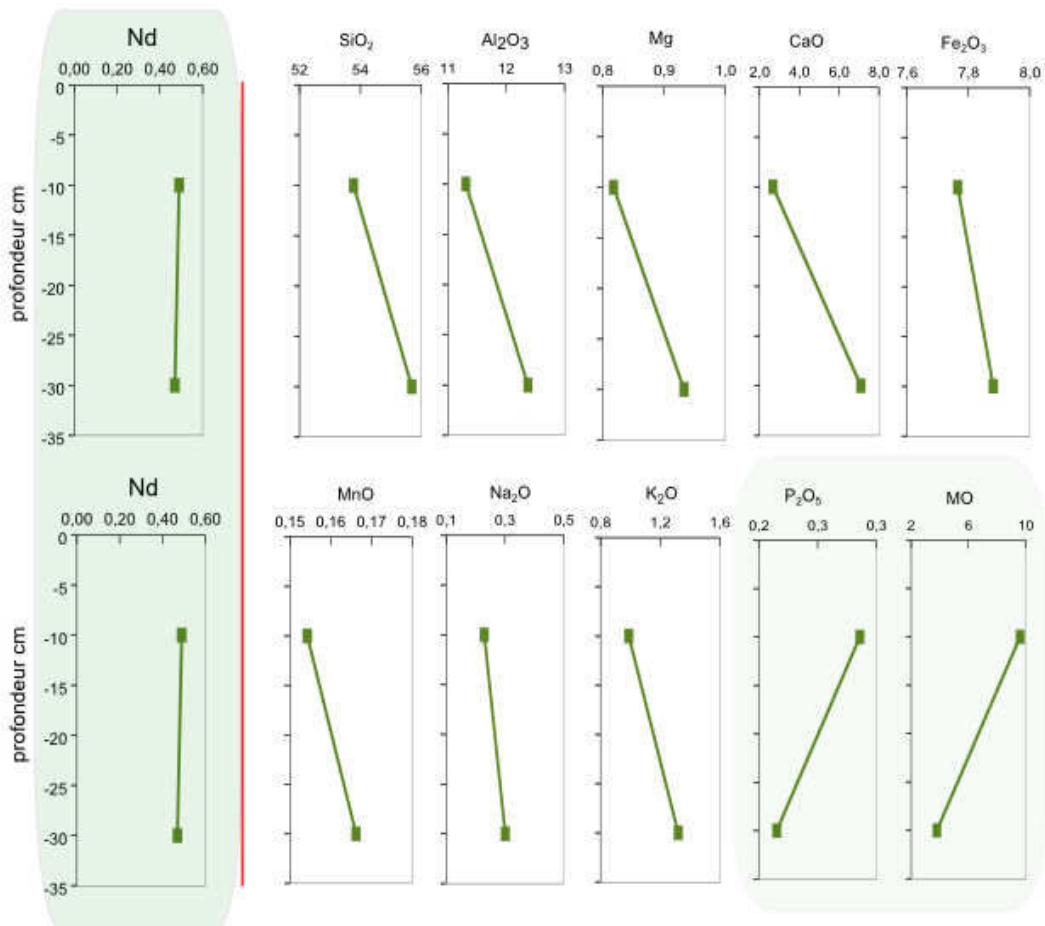 Nd
0,00 0,20 0,40 0,60
0
-5
-10
-15
-20
-25
-30
-35
profondeur cm
SiO₂
52 54 56
Al₂O₃
11 12 13
Mg
0,8 0,9 1,0
CaO
2,0 4,0 6,0 8,0
Fe₂O₃
7,6 7,8 8,0
Nd
0,00 0,20 0,40 0,60
0
-5
-10
-15
-20
-25
-30
-35
profondeur cm
MnO
0,15 0,16 0,17 0,18
Na₂O
0,1 0,3 0,5
K₂O
0,8 1,2 1,6
P₂O₅
0,2 0,3 0,3
MO
2 6 10